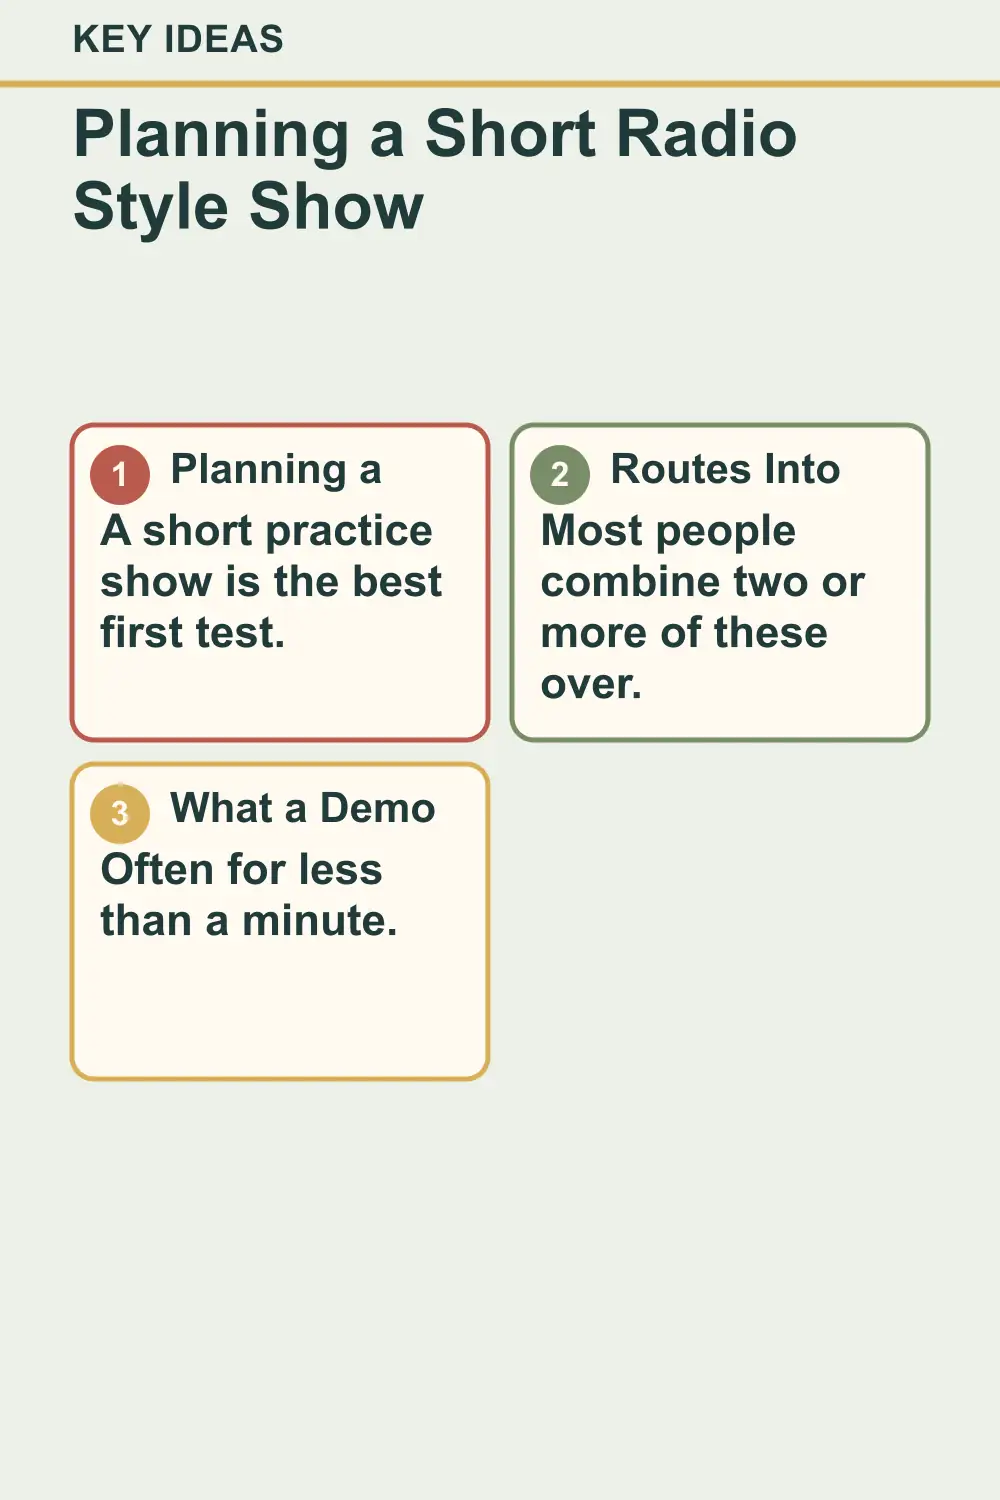 KEY IDEAS
Planning a Short Radio
Style Show
1 Planning a
A short practice
show is the best
first test.
2 Routes Into
Most people
combine two or
more of these
over.
3 What a Demo
Often for less
than a minute.